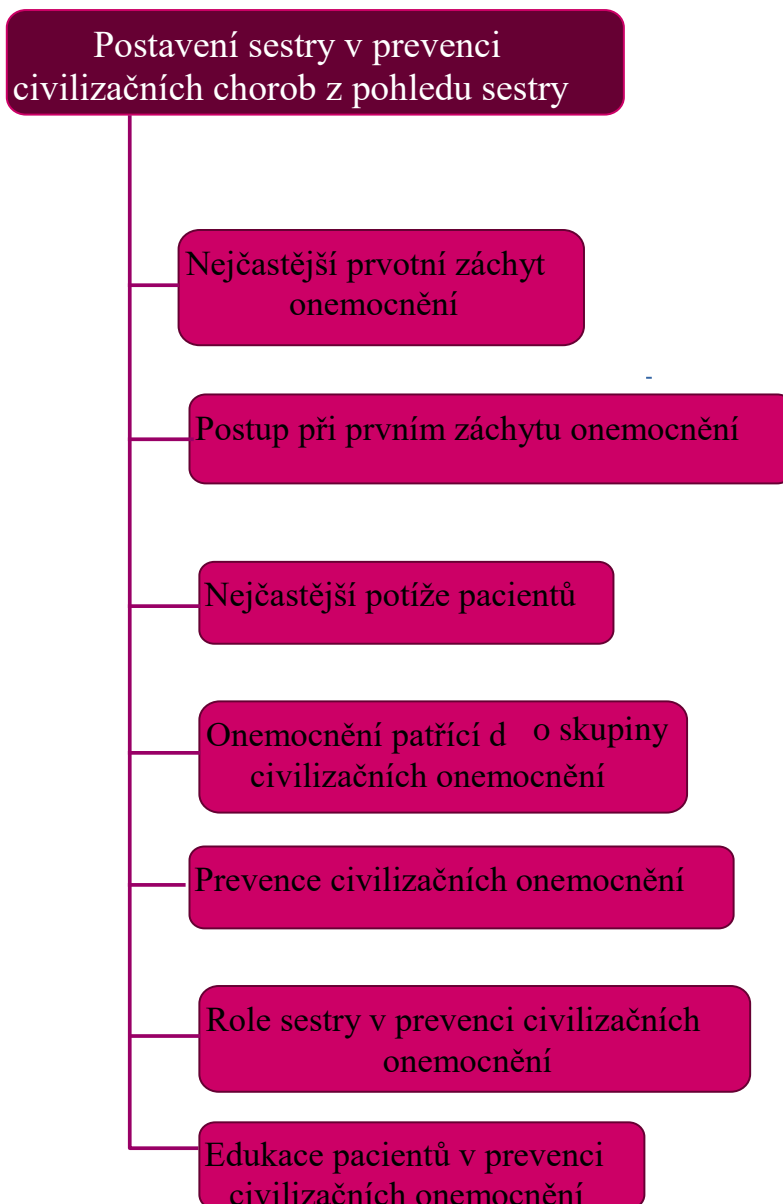 Postavení sestry v prevenci
civilizačních chorob z pohledu sestry
Nejčastější prvotní záchyt
onemocnění
-
Postup při prvním záchytu onemocnění
Nejčastější potíže pacientů
Onemocnění patřící d o skupiny
civilizačních onemocnění
Prevence civilizačních onemocnění
Role sestry v prevenci civilizačních
onemocnění
Edukace pacientů v prevenci
civilizačních onemocnění